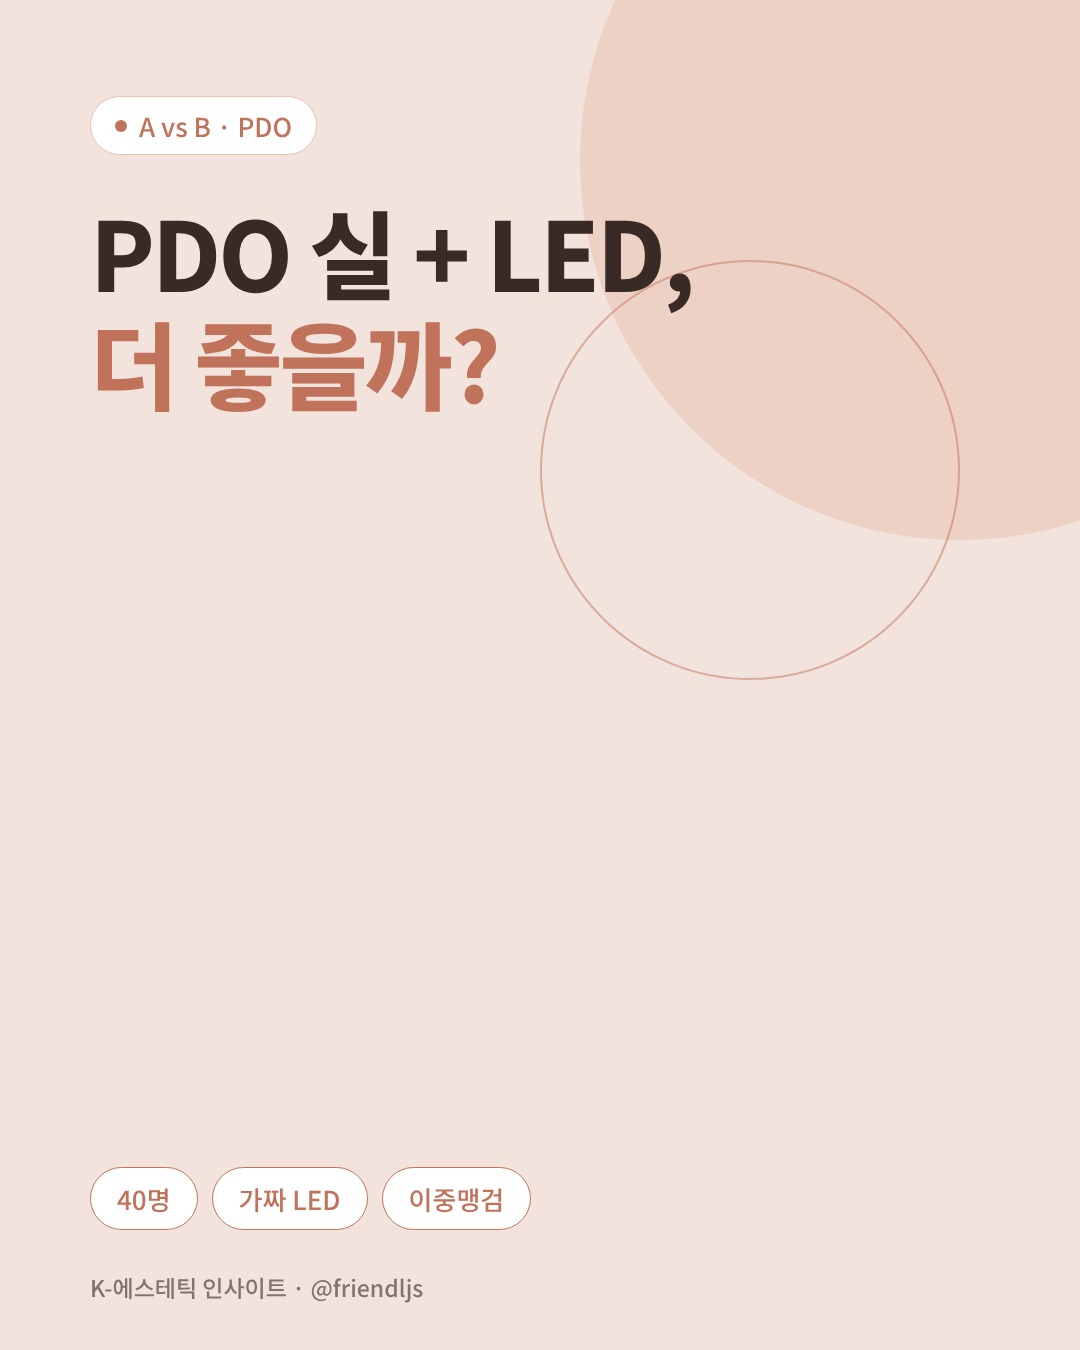 A vs B · PDO
PDO 실 + LED,
더 좋을까?
40명 가짜 LED 이중맹검
K-에스테틱 인사이트 · @friendljs